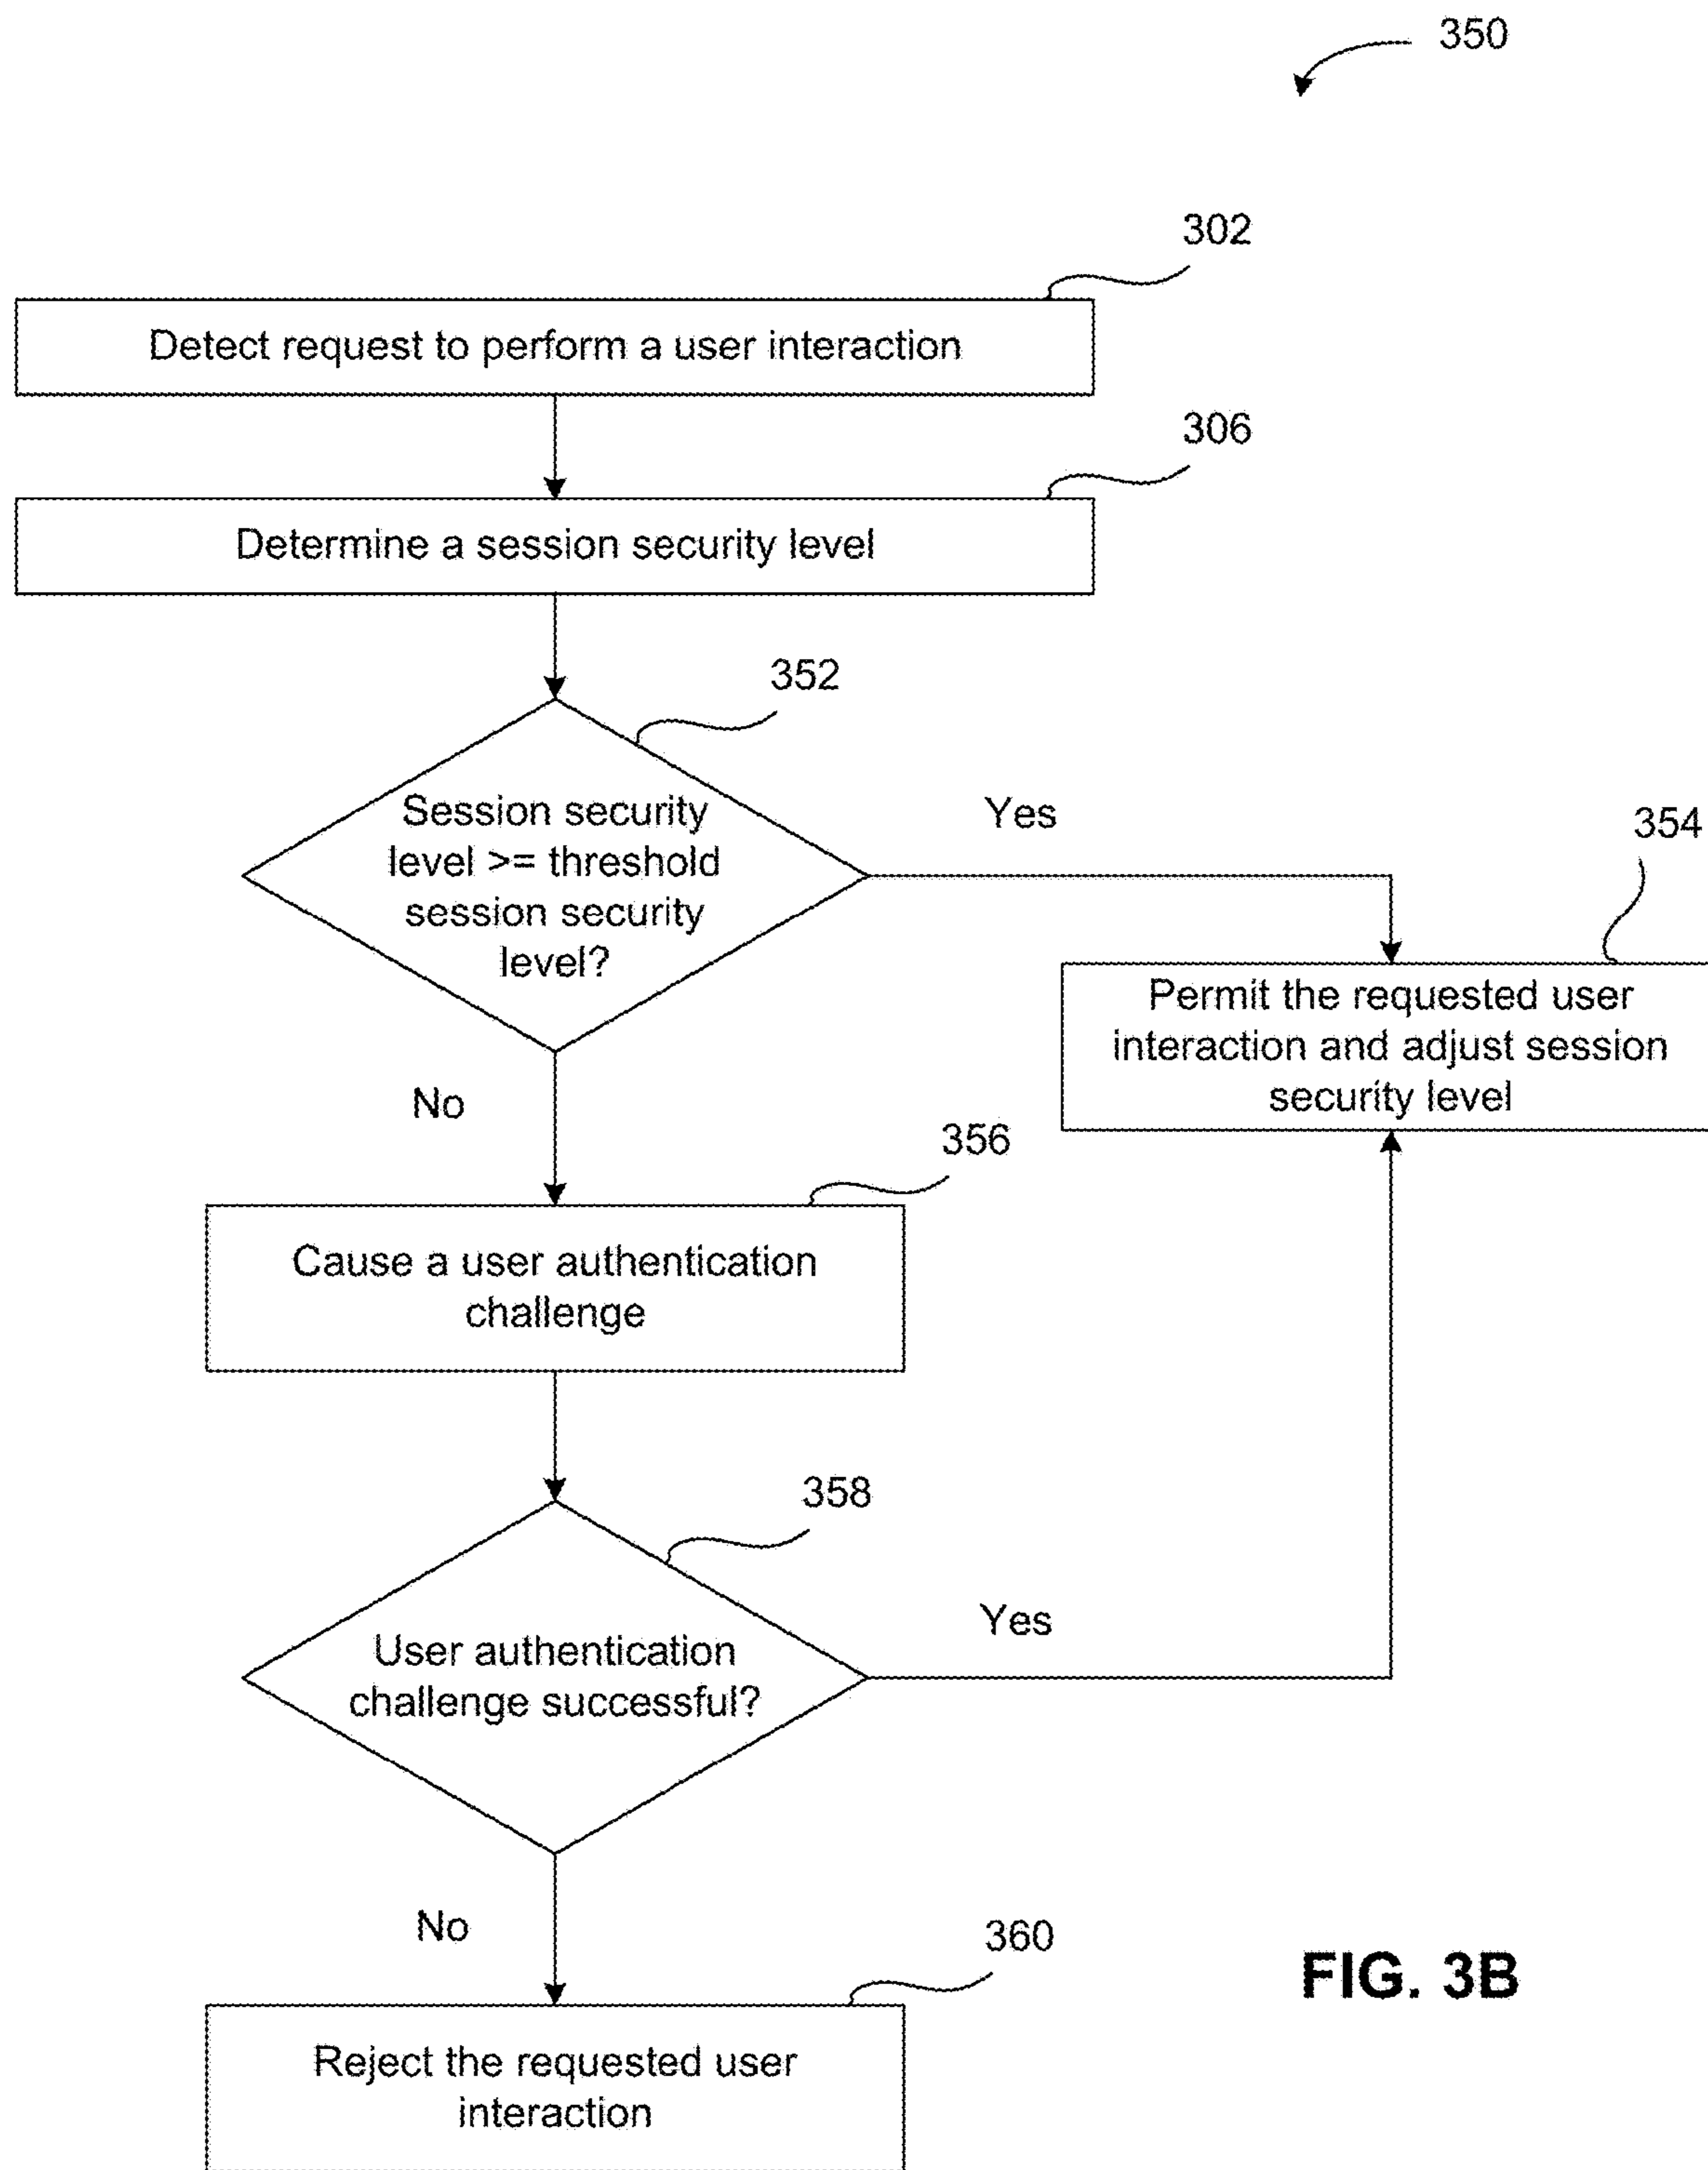 350
302
Detect request to perform a user interaction
306
Determine a session security level
352
Session security
level >= threshold
session security
level?
Yes
354
Permit the requested user
interaction and adjust session
security level
No
356
Cause a user authentication
challenge
358
User authentication
challenge successful?
Yes
No
360
Reject the requested user
interaction
FIG. 3B